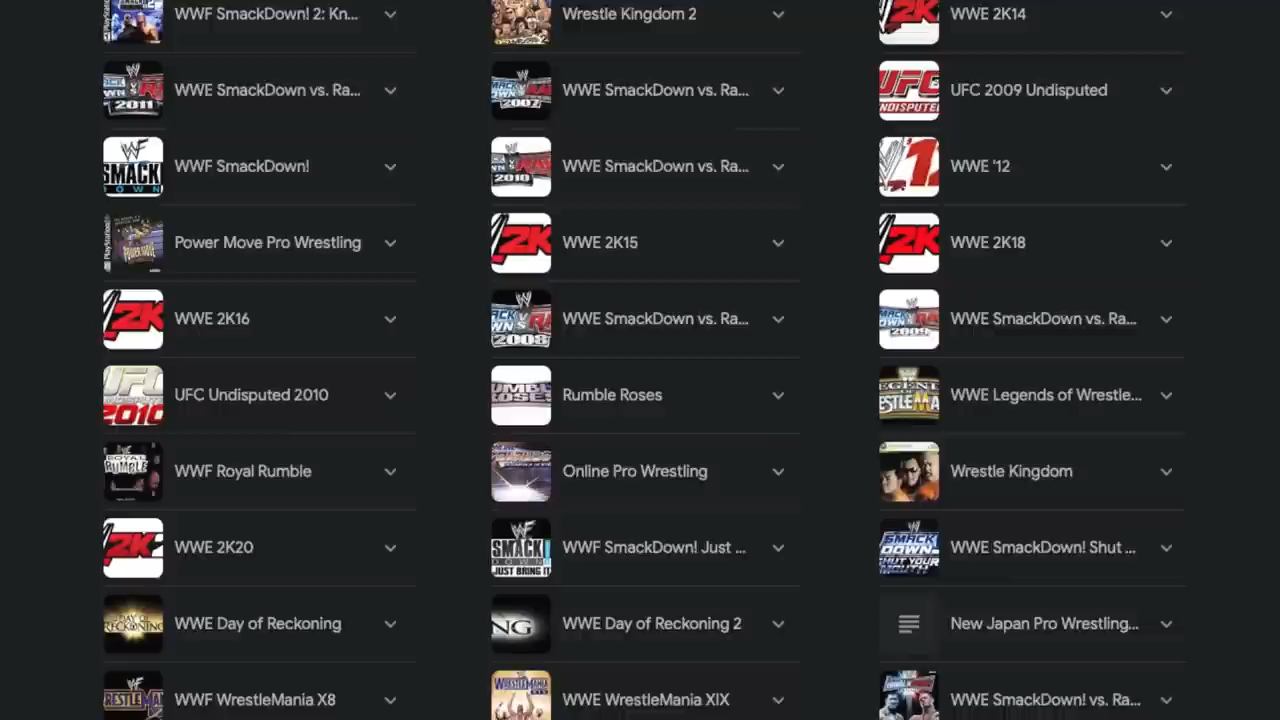 WWF SmackDown! 2: Kn...
Wrestle Kingdom 2
WWE 2K14
WWE SmackDown vs. Ra...
WWE SmackDown vs. Ra...
UFC 2009 Undisputed
WWF SmackDown!
WWE SmackDown vs. Ra...
WWE '12
Power Move Pro Wrestling
WWE 2K15
WWE 2K18
WWE 2K16
WWE SmackDown vs. Ra...
WWE SmackDown vs. Ra...
UFC Undisputed 2010
Rumble Roses
WWE Legends of Wrestle...
WWF Royal Rumble
Online Pro Wrestling
Wrestle Kingdom
WWE 2K20
WWF SmackDown! Just ...
WWE SmackDown! Shut ...
WWE Day of Reckoning
WWE Day of Reckoning 2
New Japan Pro Wrestling...
WWF WrestleMania X8
WWE WrestleMania XIX
WWE SmackDown! vs. Ra...